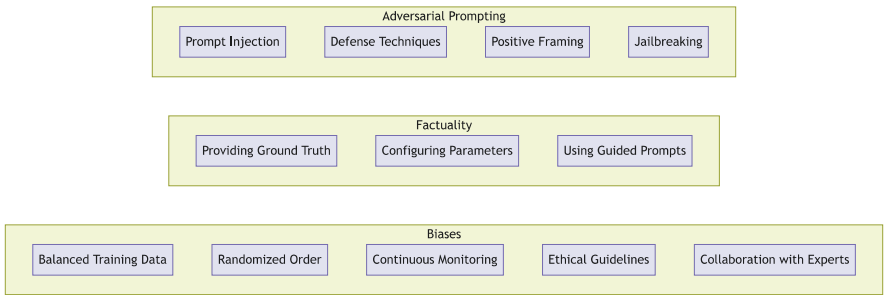 Adversarial Prompting
Prompt Injection
Defense Techniques
Positive Framing
Jailbreaking
Factuality
Providing Ground Truth
Configuring Parameters
Using Guided Prompts
Biases
Balanced Training Data
Randomized Order
Continuous Monitoring
Ethical Guidelines
Collaboration with Experts